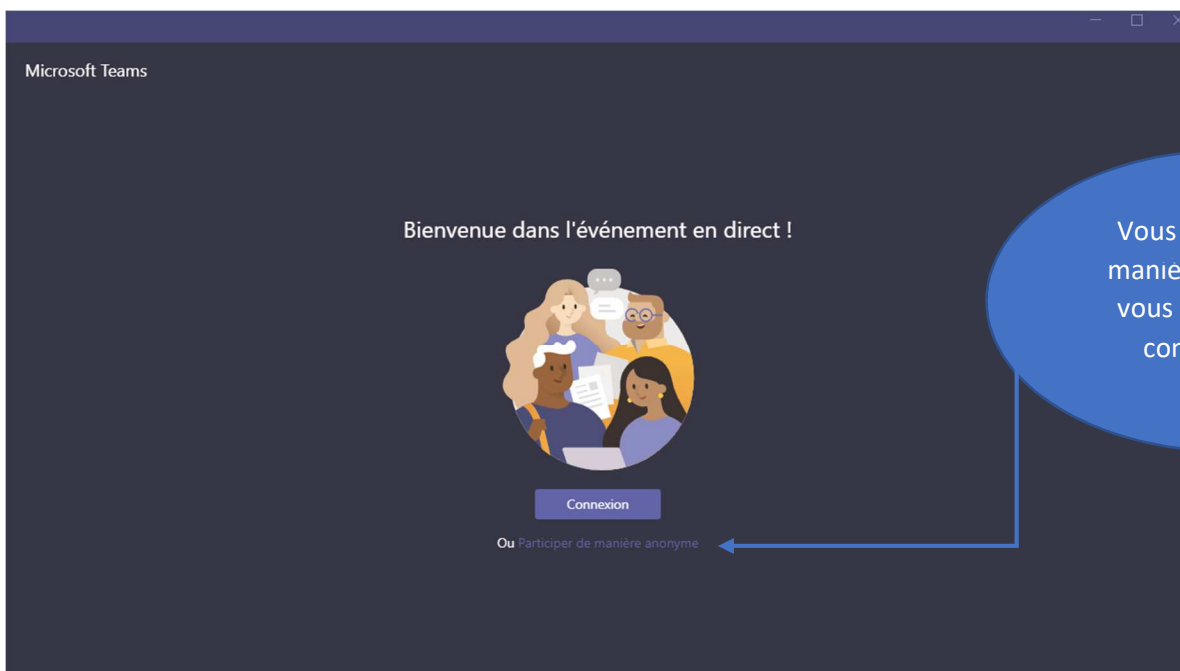 Microsoft Teams
Bienvenue dans l'événement en direct !
Connexion
Ou Participer de manière anonyme
Vous
vous